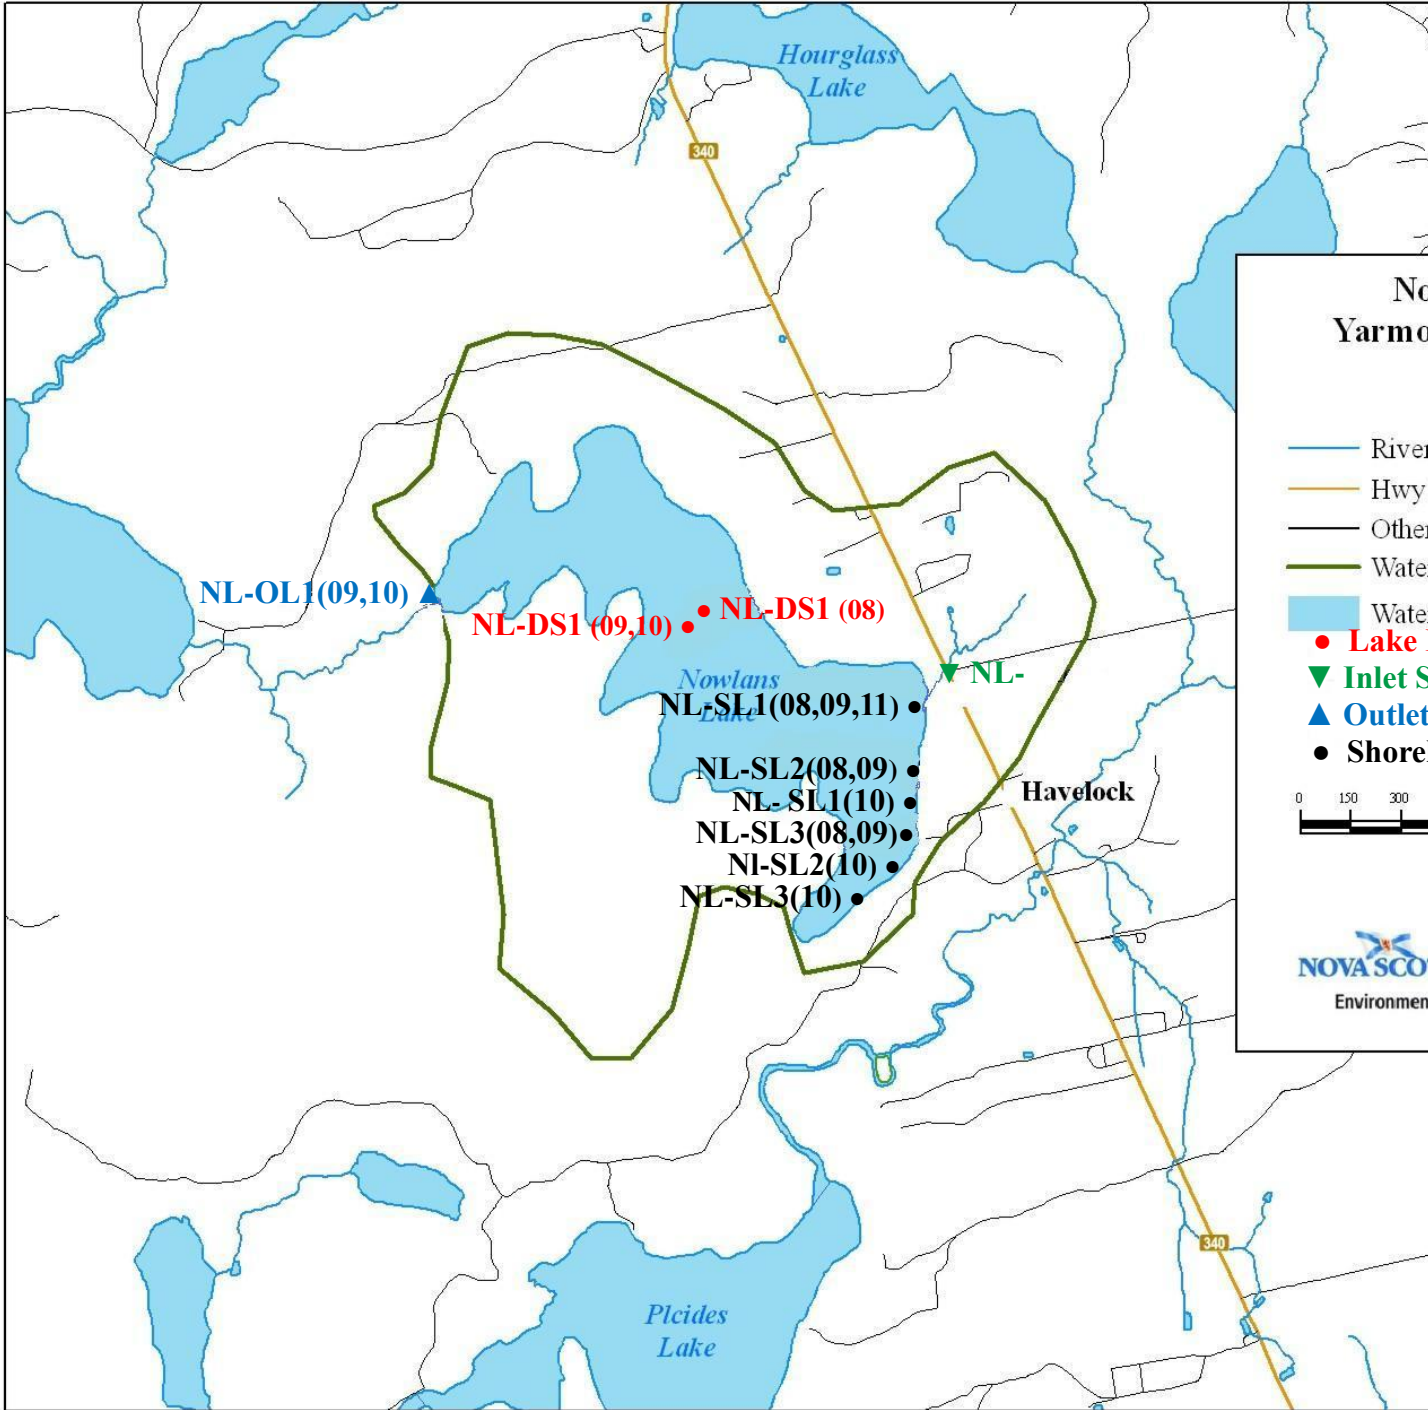 Hourglass
Lake
340
No
Yarmo
River
Hwy
Other
Water
Water
Lake
Inlet S
Outlet
Shorel
0 150 300
NOVA SCO
Environmen
NL-OL1(09,10)
NL-DS1 (08)
NL-DS1 (09,10)
Nowlans
Lake
NL-
NL-SL1(08,09,11)
NL-SL2(08,09)
NL- SL1(10)
NL-SL3(08,09)
Nl-SL2(10)
NL-SL3(10)
Havelock
340
Plcides
Lake